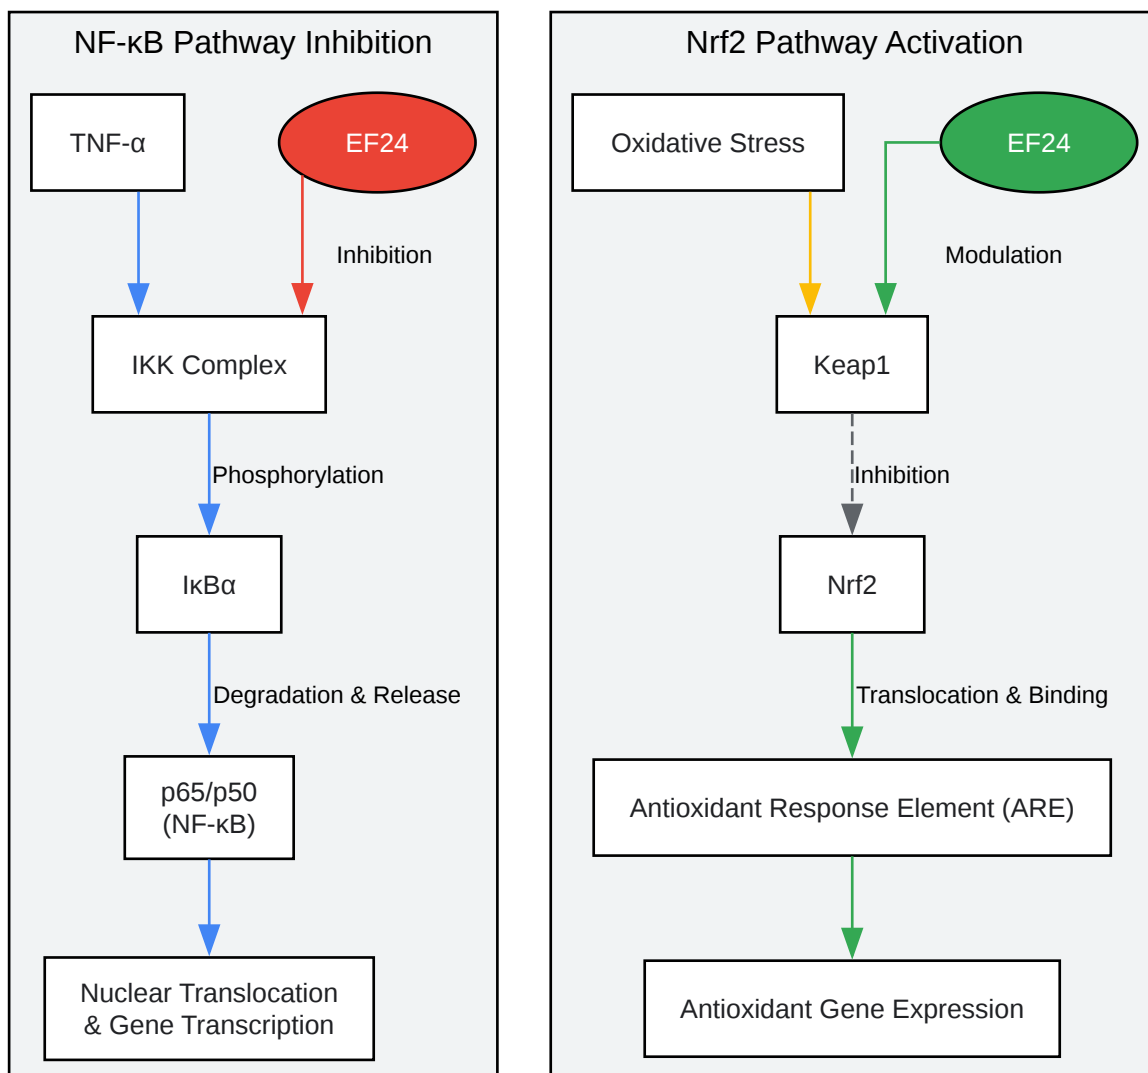 NF-κB Pathway Inhibition
TNF-α
EF24
Inhibition
IKK Complex
Phosphorylation
IκBα
Degradation & Release
p65/p50
(NF-κB)
Nuclear Translocation
& Gene Transcription
Nrf2 Pathway Activation
Oxidative Stress
EF24
Modulation
Keap1
Inhibition
Nrf2
Translocation & Binding
Antioxidant Response Element (ARE)
Antioxidant Gene Expression